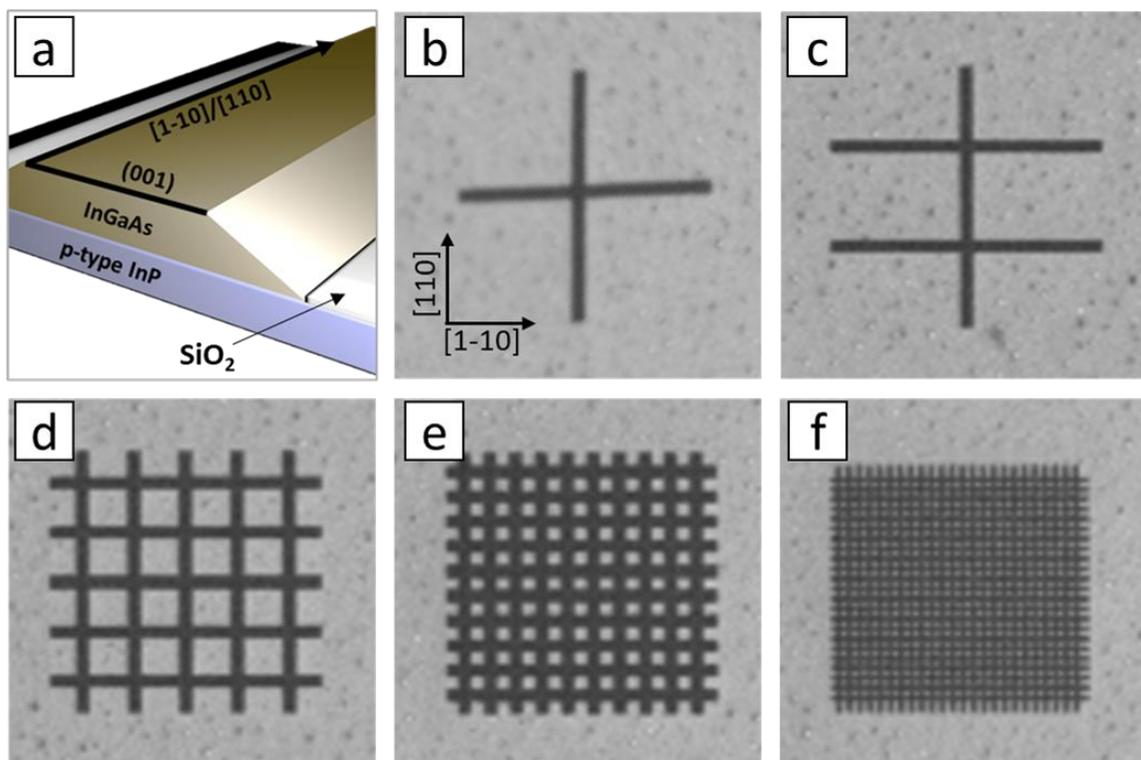 a
[1-10]/[110]
(001)
InGaAs
p-type InP
SiO₂
b
[110]
[1-10]
c
d
e
f